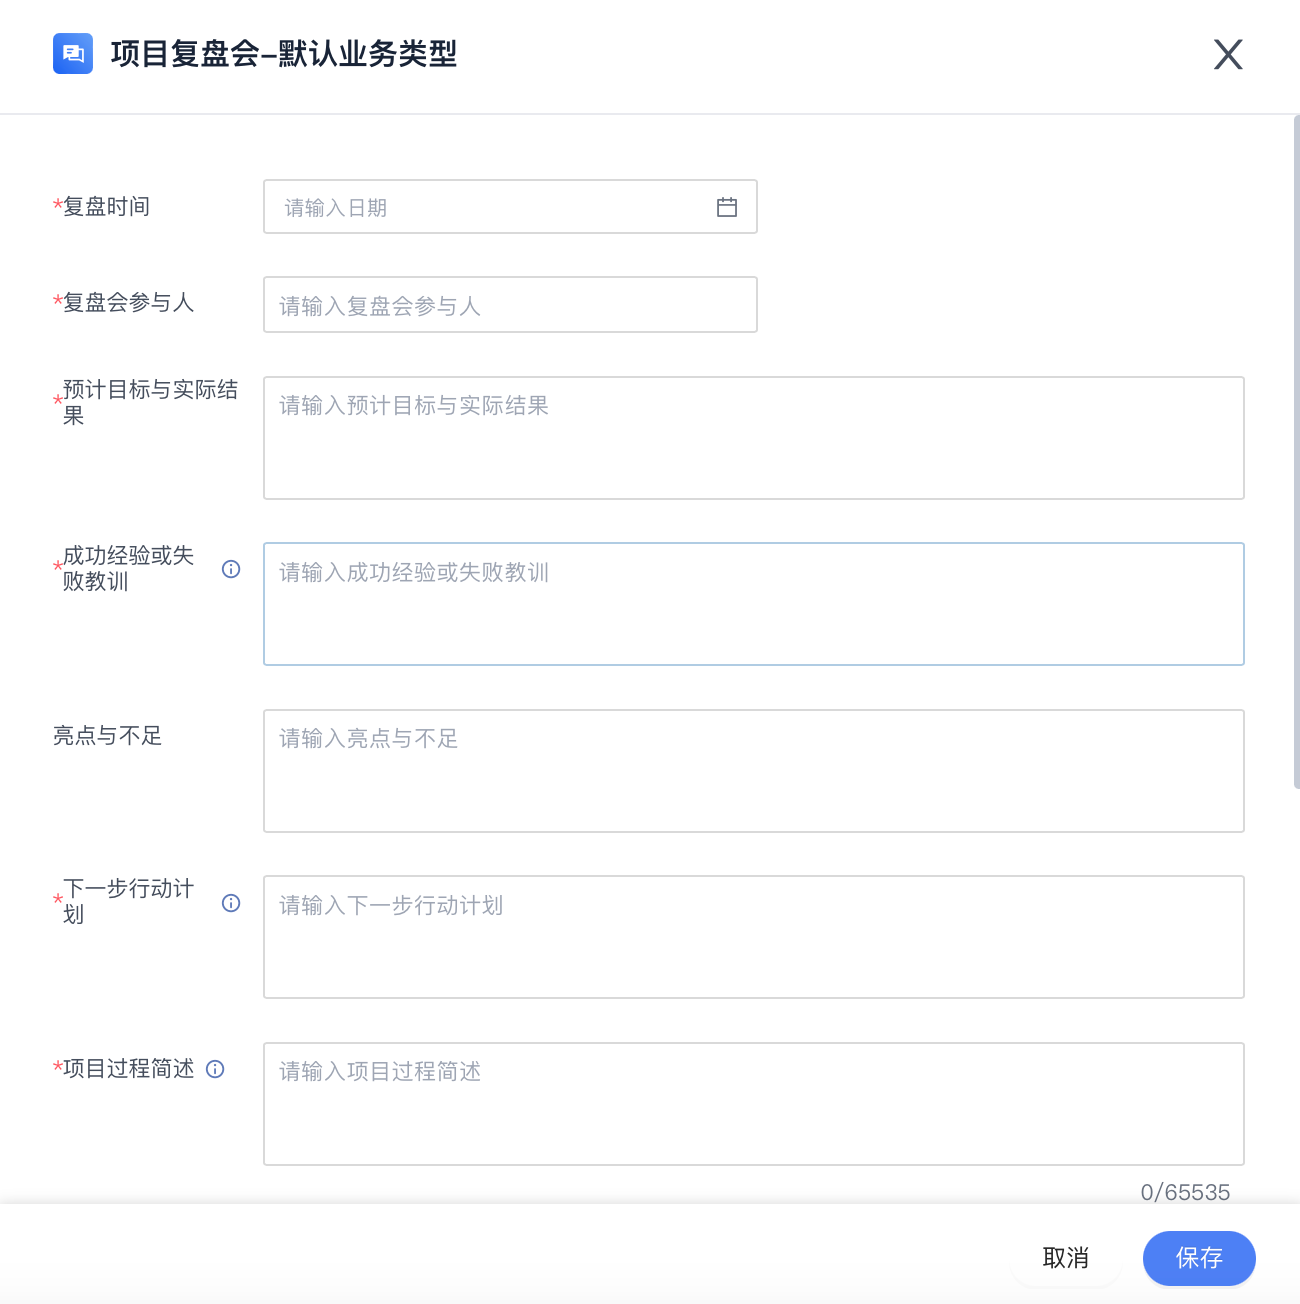 项目复盘会-默认业务类型
*复盘时间
请输入日期
*复盘会参与人
请输入复盘会参与人
*预计目标与实际结
果
请输入预计目标与实际结果
*成功经验或失
败教训
请输入成功经验或失败教训
亮点与不足
请输入亮点与不足
*下一步行动计
划
请输入下一步行动计划
*项目过程简述
请输入项目过程简述
0/65535
取消
保存